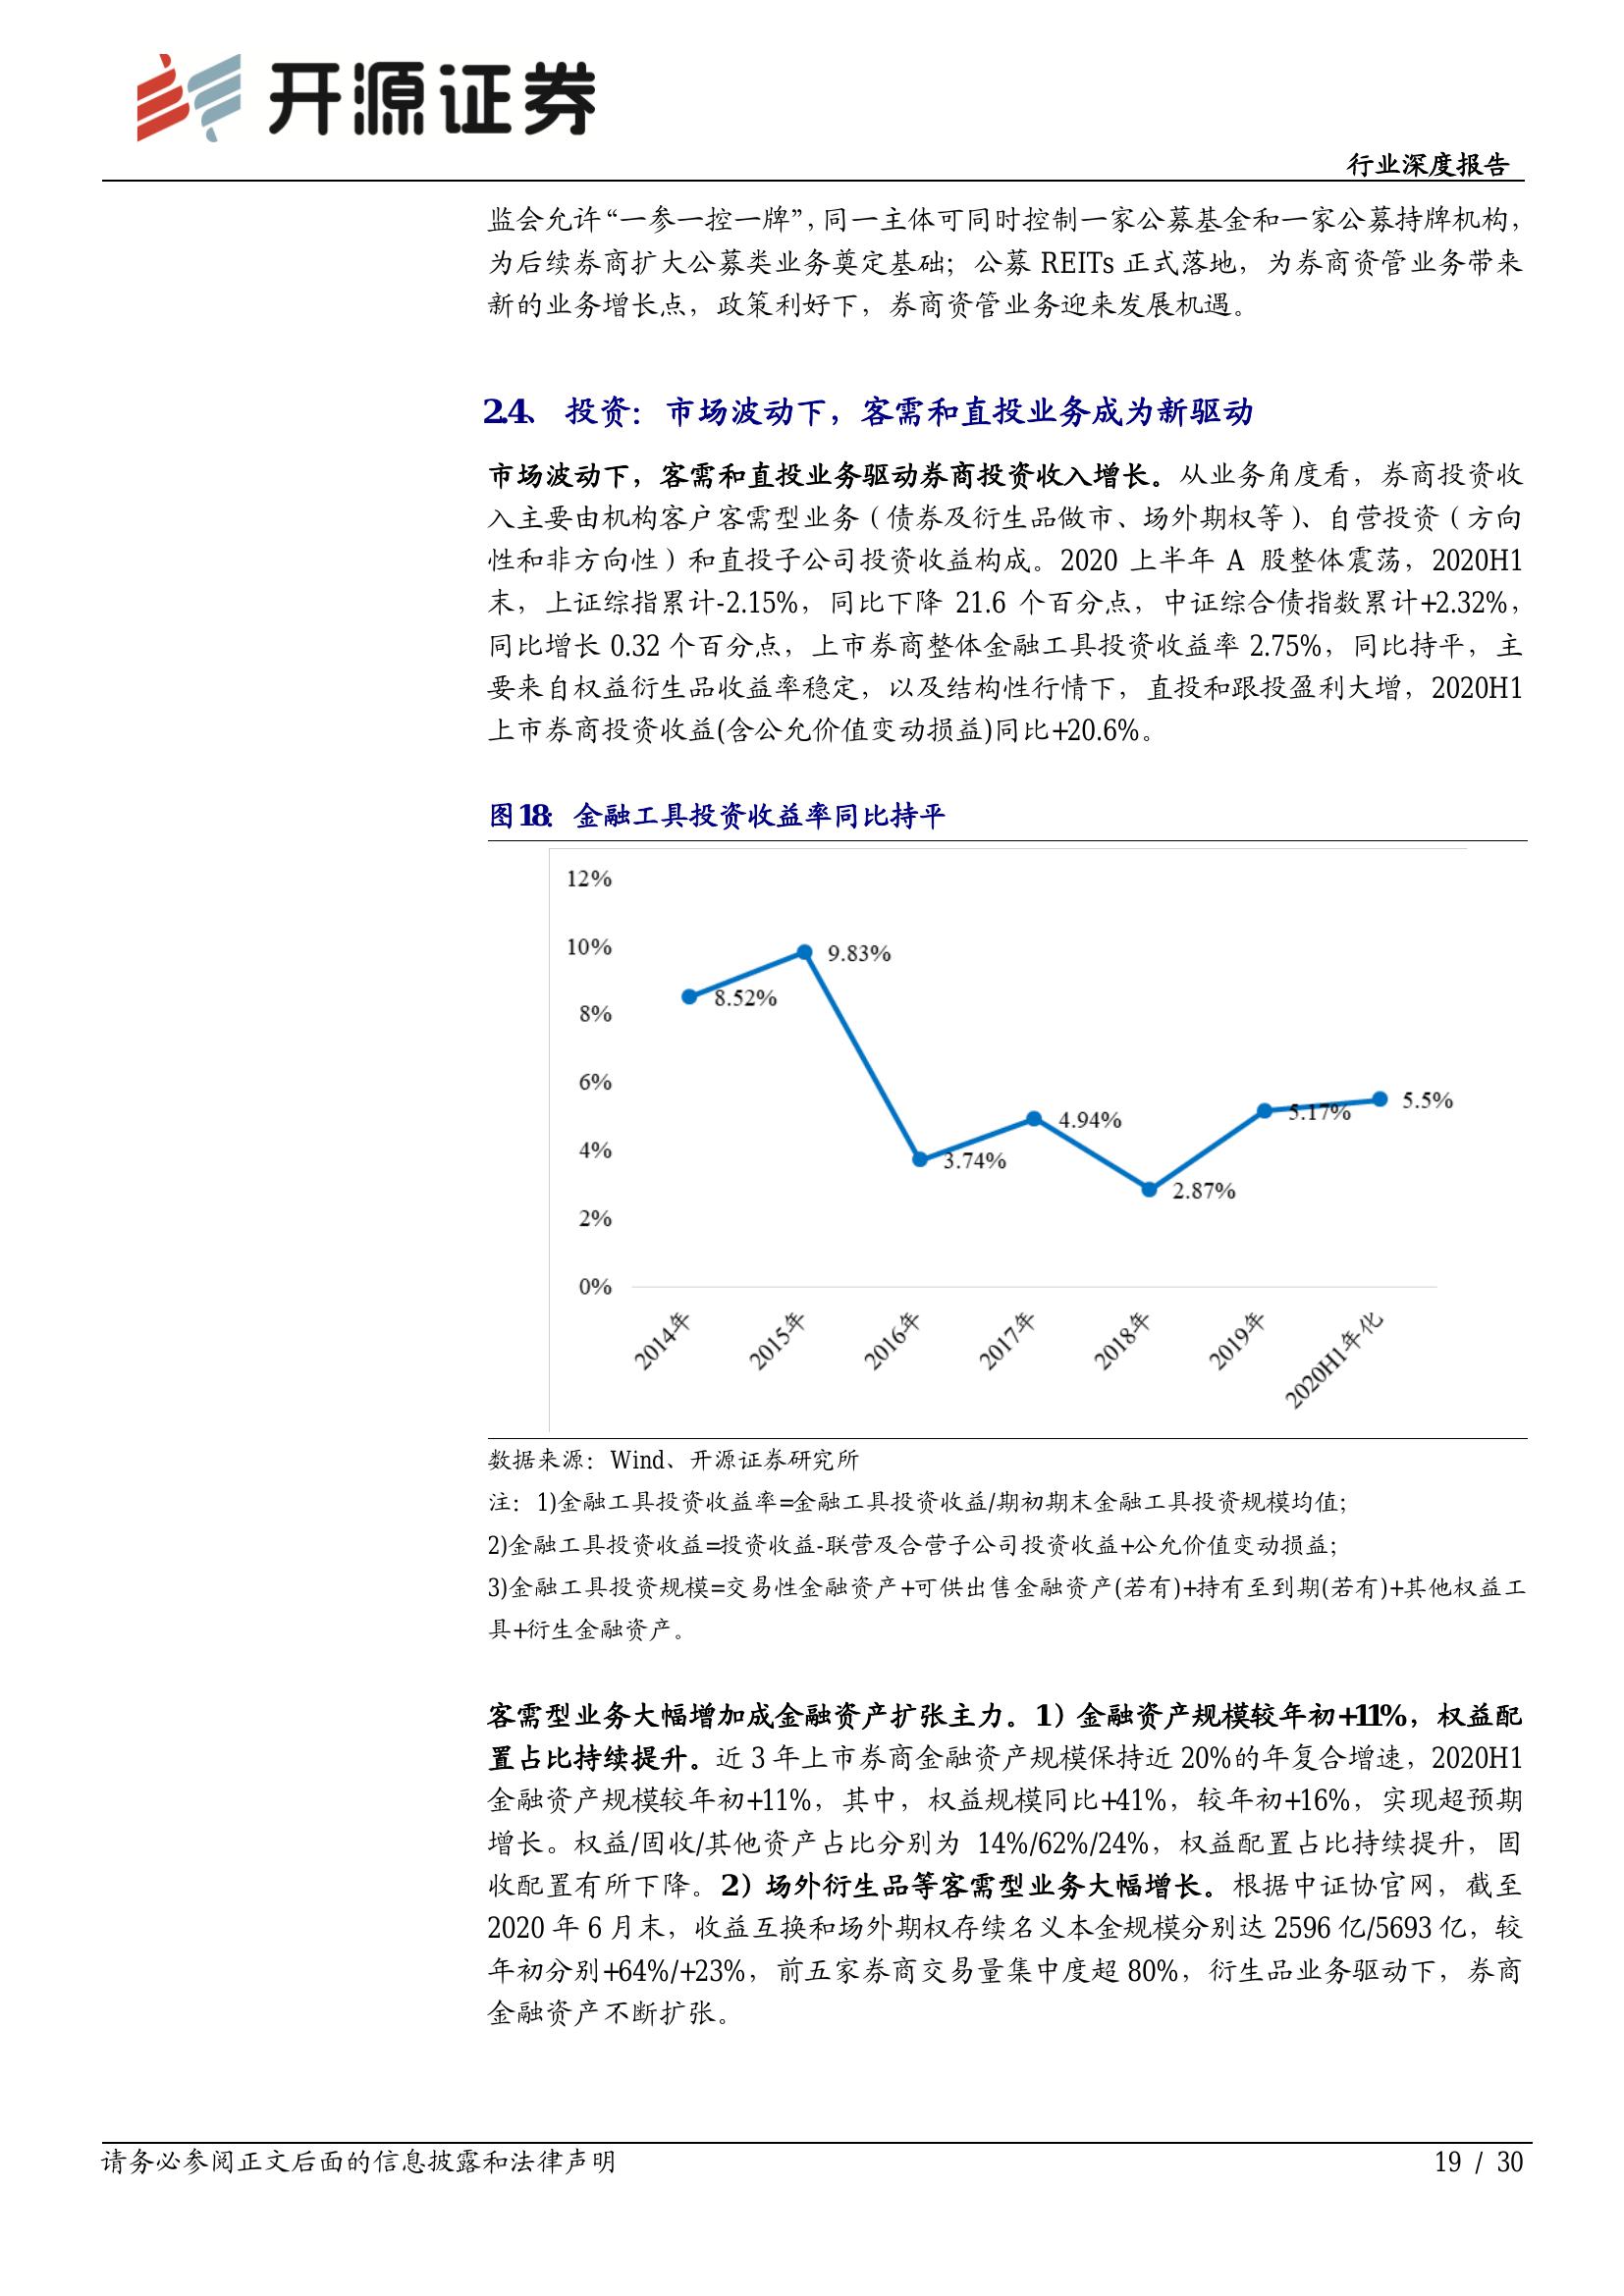 开源证券
行业深度报告
监会允许“一参一控一牌”，同一主体可同时控制一家公募基金和一家公募持牌机构，
为后续券商扩大公募类业务奠定基础；公募 REITs 正式落地，为券商资管业务带来
新的业务增长点，政策利好下，券商资管业务迎来发展机遇。
2.4、 投资：市场波动下，客需和直投业务成为新驱动
市场波动下，客需和直投业务驱动券商投资收入增长。从业务角度看，券商投资收
入主要由机构客户客需型业务（债券及衍生品做市、场外期权等）、自营投资（方向
性和非方向性）和直投子公司投资收益构成。2020 上半年 A 股整体震荡，2020H1
末，上证综指累计-2.15%，同比下降 21.6 个百分点，中证综合债指数累计+2.32%，
同比增长 0.32 个百分点，上市券商整体金融工具投资收益率 2.75%，同比持平，主
要来自权益衍生品收益率稳定，以及结构性行情下，直投和跟投盈利大增，2020H1
上市券商投资收益(含公允价值变动损益)同比+20.6%。
图18：金融工具投资收益率同比持平
12%
10%
8%
6%
4%
2%
0%
8.52%
9.83%
3.74%
4.94%
2.87%
5.17%
5.5%
2014年
2015年
2016年
2017年
2018年
2019年
2020H1年化
数据来源：Wind、开源证券研究所
注：1)金融工具投资收益率=金融工具投资收益/期初期末金融工具投资规模均值；
2)金融工具投资收益=投资收益-联营及合营子公司投资收益+公允价值变动损益；
3)金融工具投资规模=交易性金融资产+可供出售金融资产(若有)+持有至到期(若有)+其他权益工
具+衍生金融资产。
客需型业务大幅增加成金融资产扩张主力。1）金融资产规模较年初+11%，权益配
置占比持续提升。近 3 年上市券商金融资产规模保持近 20%的年复合增速，2020H1
金融资产规模较年初+11%，其中，权益规模同比+41%，较年初+16%，实现超预期
增长。权益/固收/其他资产占比分别为 14%/62%/24%，权益配置占比持续提升，固
收配置有所下降。2）场外衍生品等客需型业务大幅增长。根据中证协官网，截至
2020 年 6 月末，收益互换和场外期权存续名义本金规模分别达 2596 亿/5693 亿，较
年初分别+64%/+23%，前五家券商交易量集中度超 80%，衍生品业务驱动下，券商
金融资产不断扩张。
请务必参阅正文后面的信息披露和法律声明
19 / 30